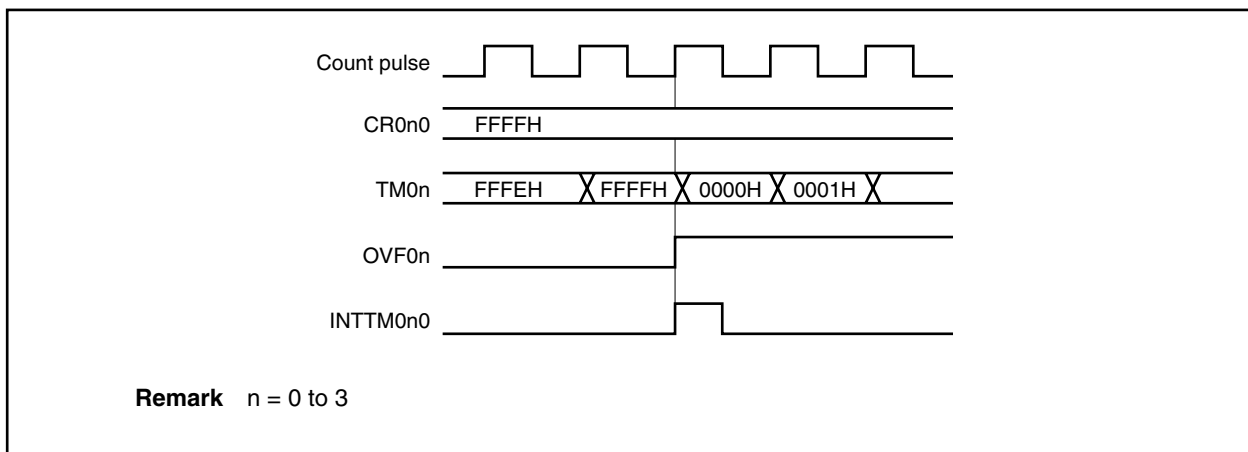 Count pulse
CR0n0 FFFFH
TM0n FFFEH FFFFH 0000H 0001H
OVF0n
INTTM0n0
Remark n = 0 to 3